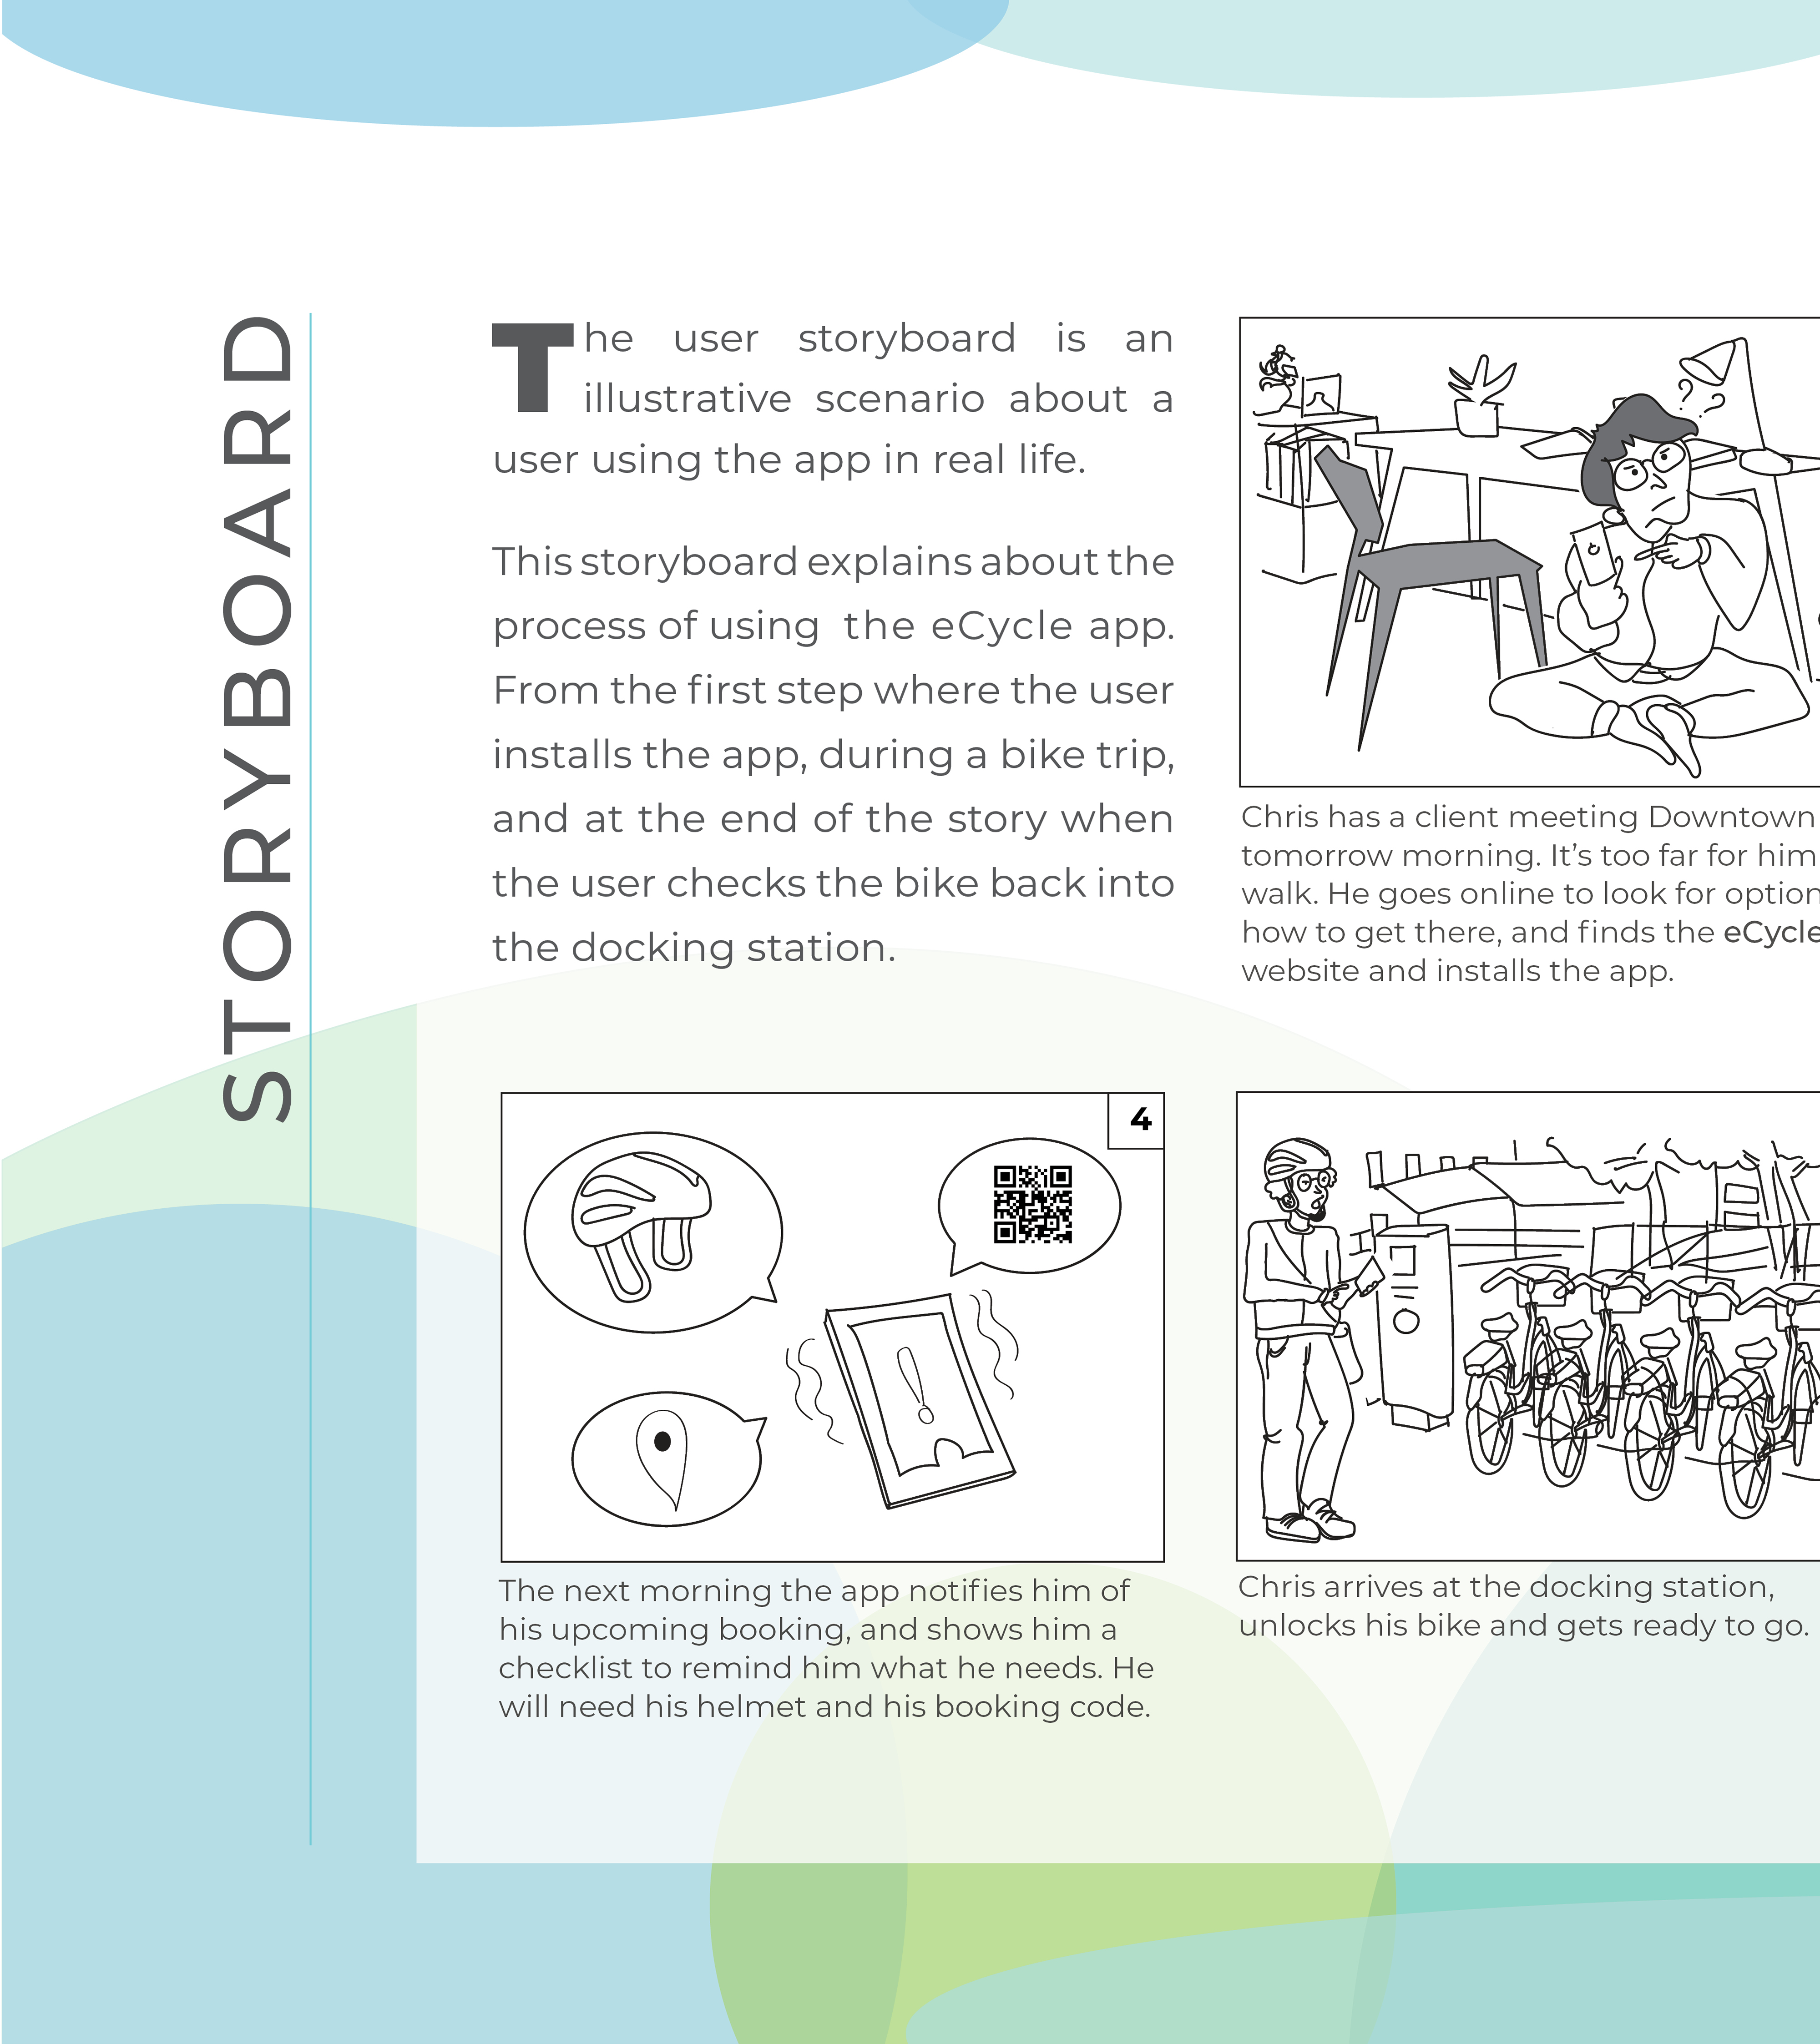 STORYBOARD
The user storyboard is an
illustrative scenario about a
user using the app in real life.
This storyboard explains about the
process of using the eCycle app.
From the first step where the user
installs the app, during a bike trip,
and at the end of the story when
the user checks the bike back into
the docking station.
? ?
Chris has a client meeting Downtown
tomorrow morning. It’s too far for him
walk. He goes online to look for option
how to get there, and finds the eCycle
website and installs the app.
4
!
The next morning the app notifies him of
his upcoming booking, and shows him a
checklist to remind him what he needs. He
will need his helmet and his booking code.
Chris arrives at the docking station,
unlocks his bike and gets ready to go.